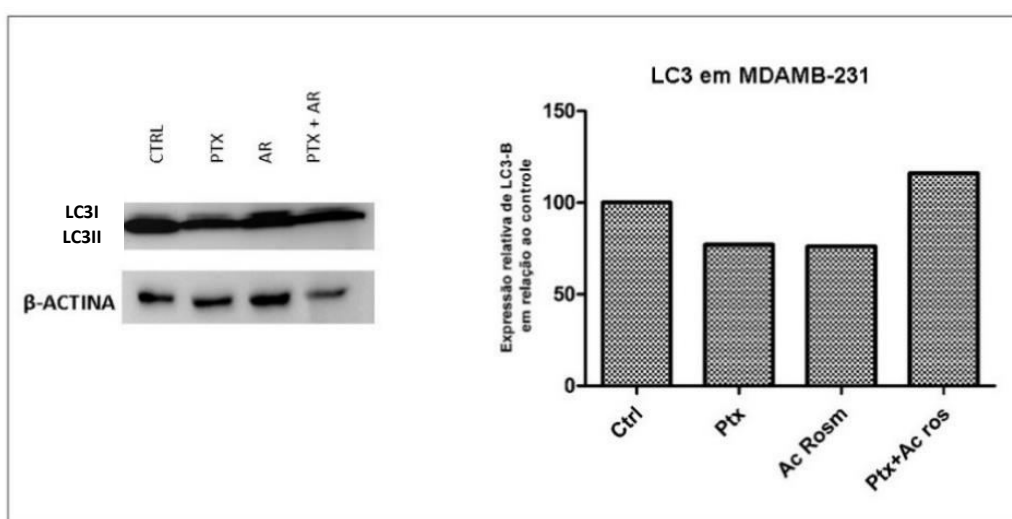 CTRL
PTX
AR
PTX + AR
LC3I
LC3II
β-ACTINA
LC3 em MDAMB-231
Expressão relativa de LC3-B
em relação ao controle
150
100
50
0
Ctrl
Ptx
Ac Rosm
Ptx+Ac ros